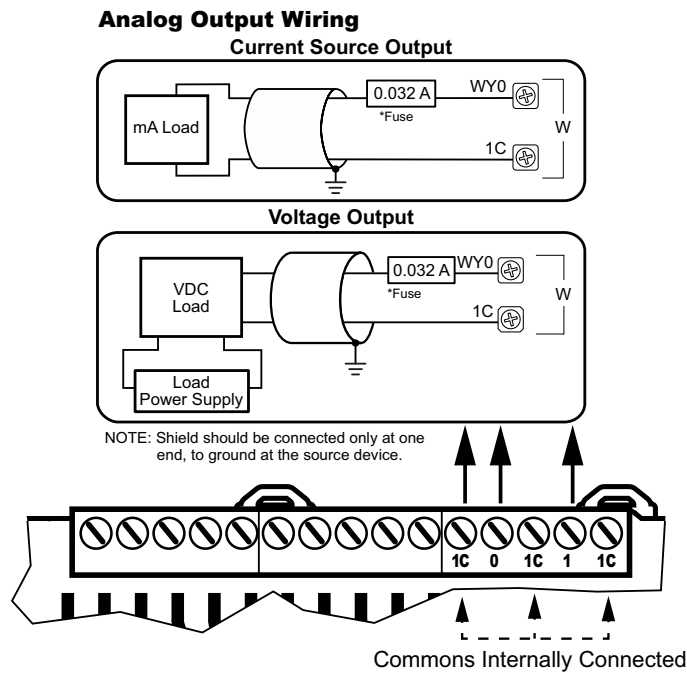 Analog Output Wiring
Current Source Output
mA Load
0.032 A
*Fuse
WY0
1C
W
Voltage Output
VDC
Load
0.032 A
*Fuse
WY0
1C
W
Load
Power Supply
NOTE: Shield should be connected only at one
end, to ground at the source device.
1C 0 1C 1 1C
Commons Internally Connected